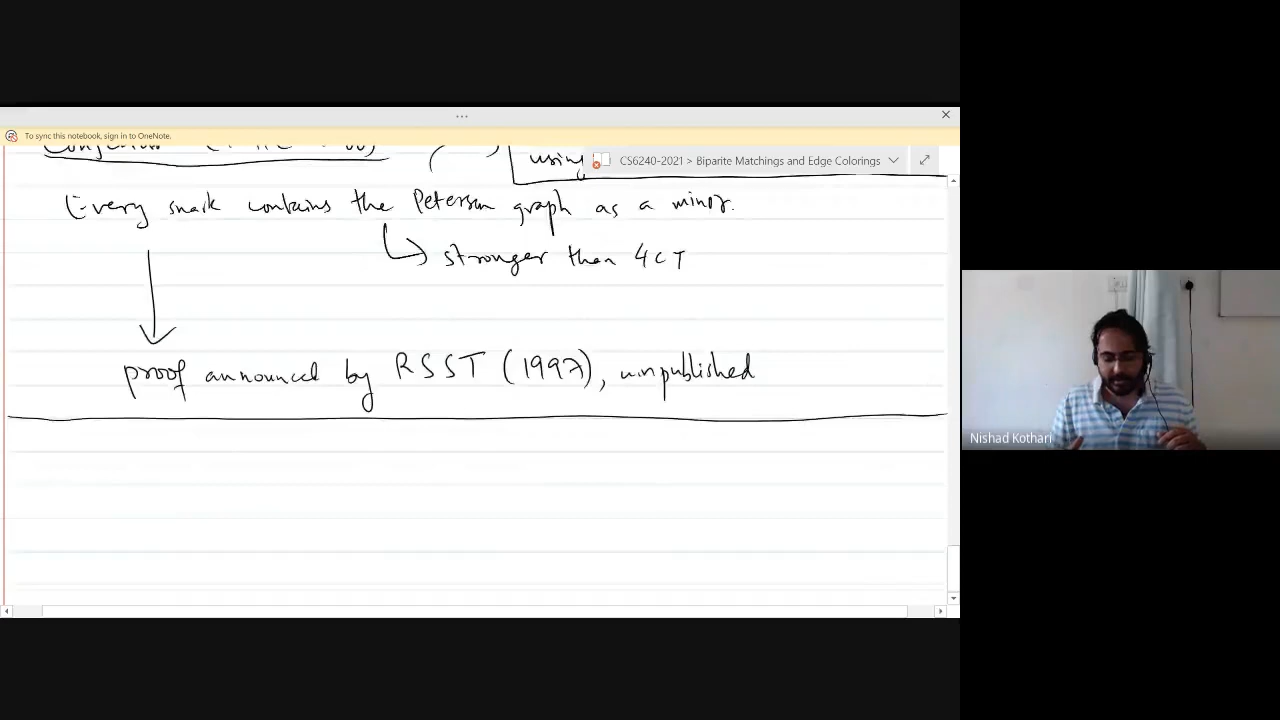 To sync this notebook, sign in to OneNote.
CS6240-2021 > Biparite Matchings and Edge Colorings
using
Every snark contains the Petersen graph as a minor.
stronger than 4CT
proof announced by RSST (1997), unpublished
Nishad Kothari